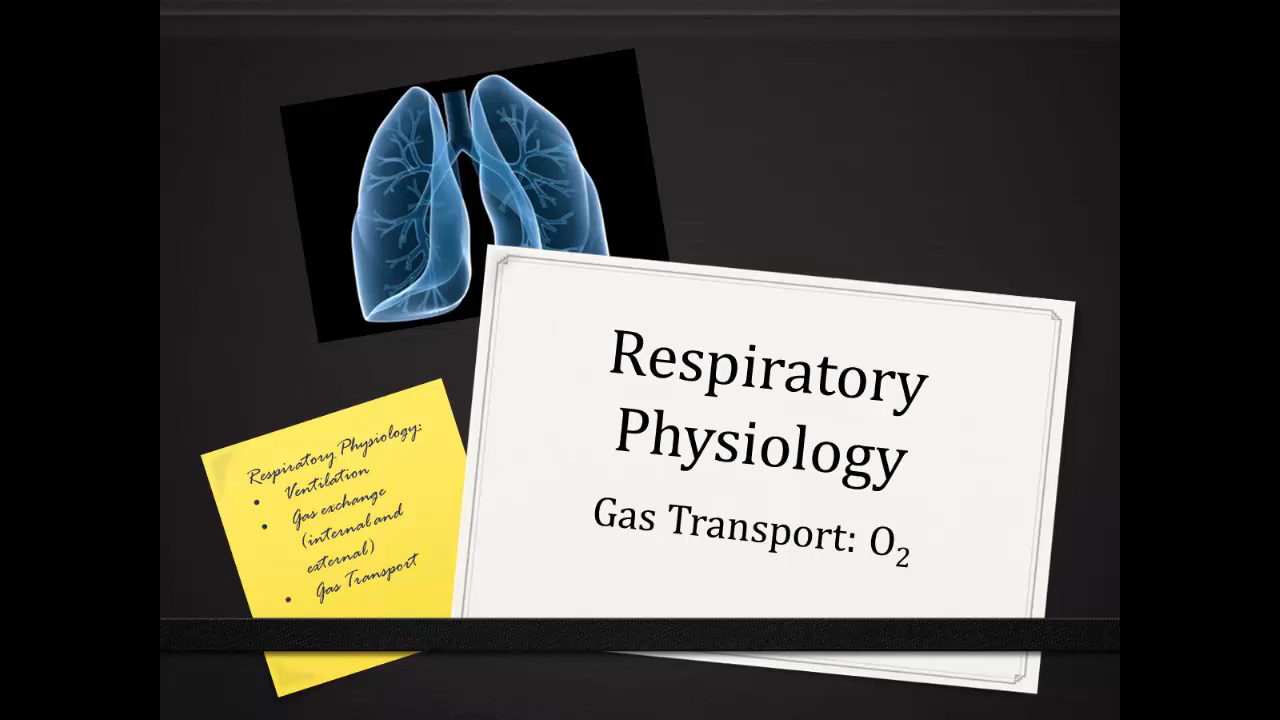 Respiratory
Physiology
Gas Transport: O₂
Respiratory Physiology:
• Ventilation
• Gas exchange
(internal and
external)
• Gas Transport